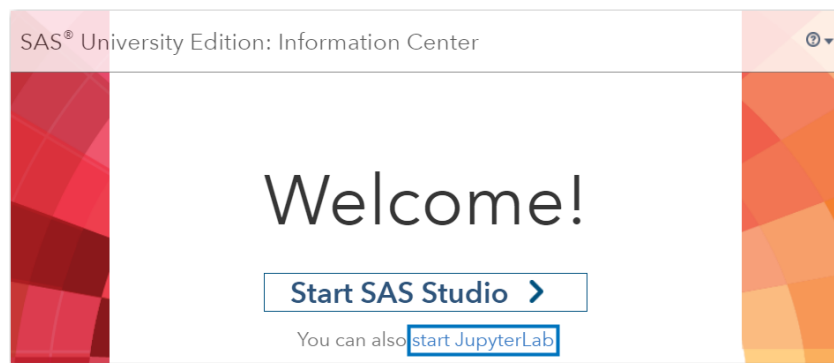 SAS® University Edition: Information Center
Welcome!
Start SAS Studio
You can also start JupyterLab